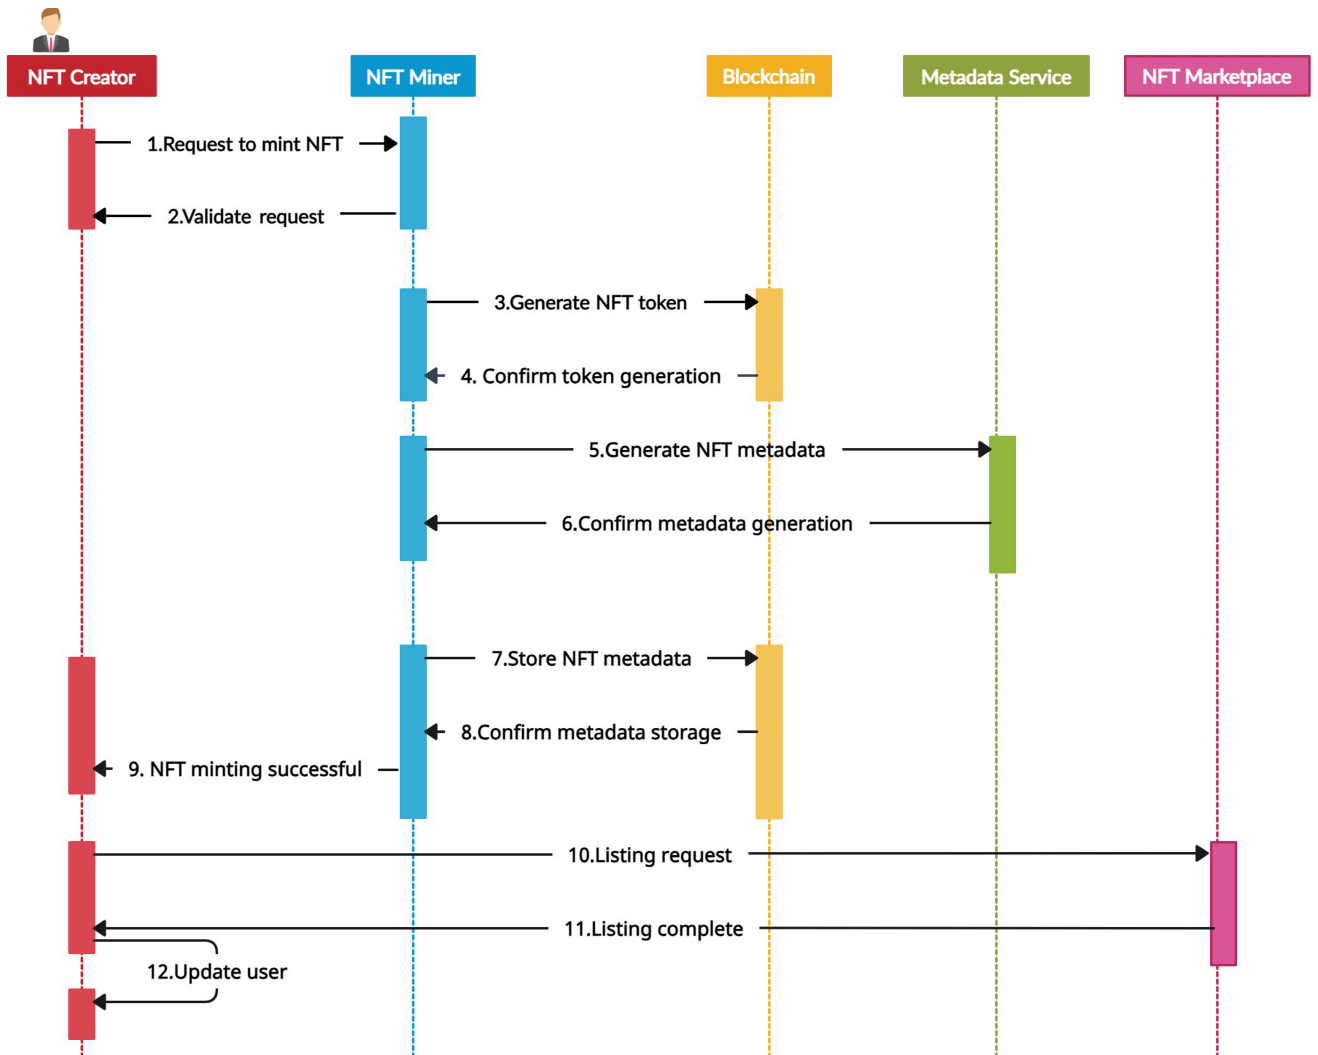 NFT Creator
NFT Miner
Blockchain
Metadata Service
NFT Marketplace
1.Request to mint NFT
2.Validate request
3.Generate NFT token
4. Confirm token generation
5.Generate NFT metadata
6.Confirm metadata generation
7.Store NFT metadata
8.Confirm metadata storage
9. NFT minting successful
10.Listing request
11.Listing complete
12.Update user